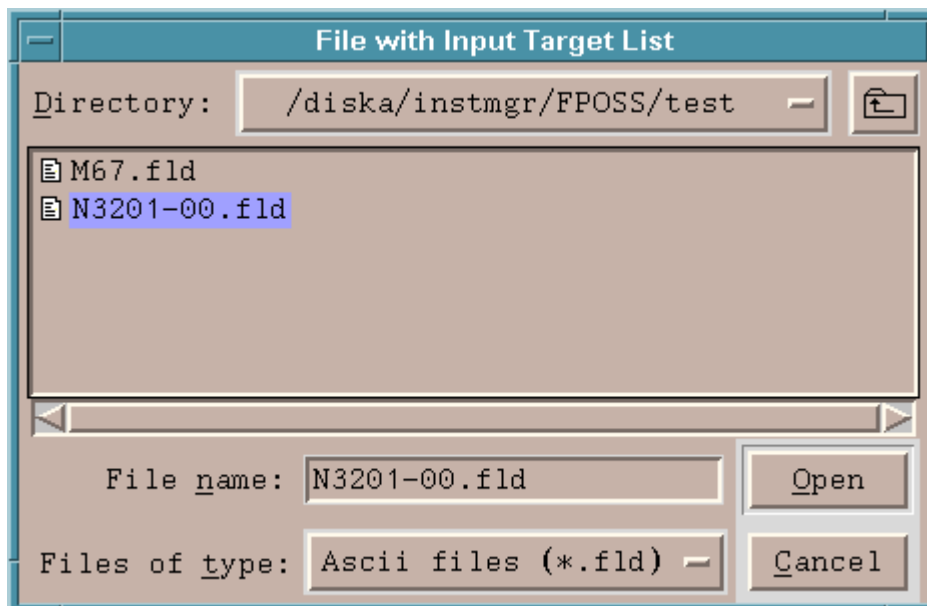 File with Input Target List
Directory: /diska/instmgr/FPOSS/test
M67.fld
N3201-00.fld
File name: N3201-00.fld Open
Files of type: Ascii files (*.fld) Cancel